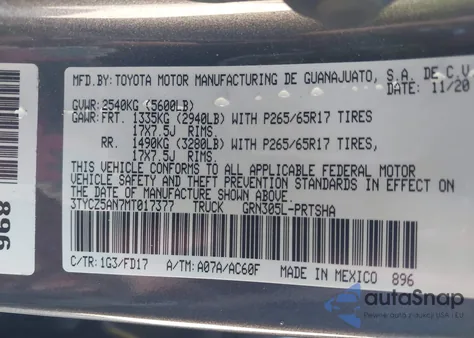 MFD.BY: TOYOTA MOTOR MANUFACTURING DE GUANAJUATO, S.A. DE C.V
DATE: 11/20
GVWR: 2540KG (5600LB)
GAWR: FRT. 1335KG (2940LB) WITH P265/65R17 TIRES
17X7.5J RIMS.
RR. 1490KG (3280LB) WITH P265/65R17 TIRES,
17X7.5J RIMS.
THIS VEHICLE CONFORMS TO ALL APPLICABLE FEDERAL MOTOR
VEHICLE SAFETY AND THEFT PREVENTION STANDARDS IN EFFECT ON
THE DATE OF MANUFACTURE SHOWN ABOVE.
3TYCZ5AN7MT017377 TRUCK GRN305L-PRTSHA
C/TR: 1G3/FD17 A/TM: A07A/AC60F MADE IN MEXICO 896
896
autoSnap